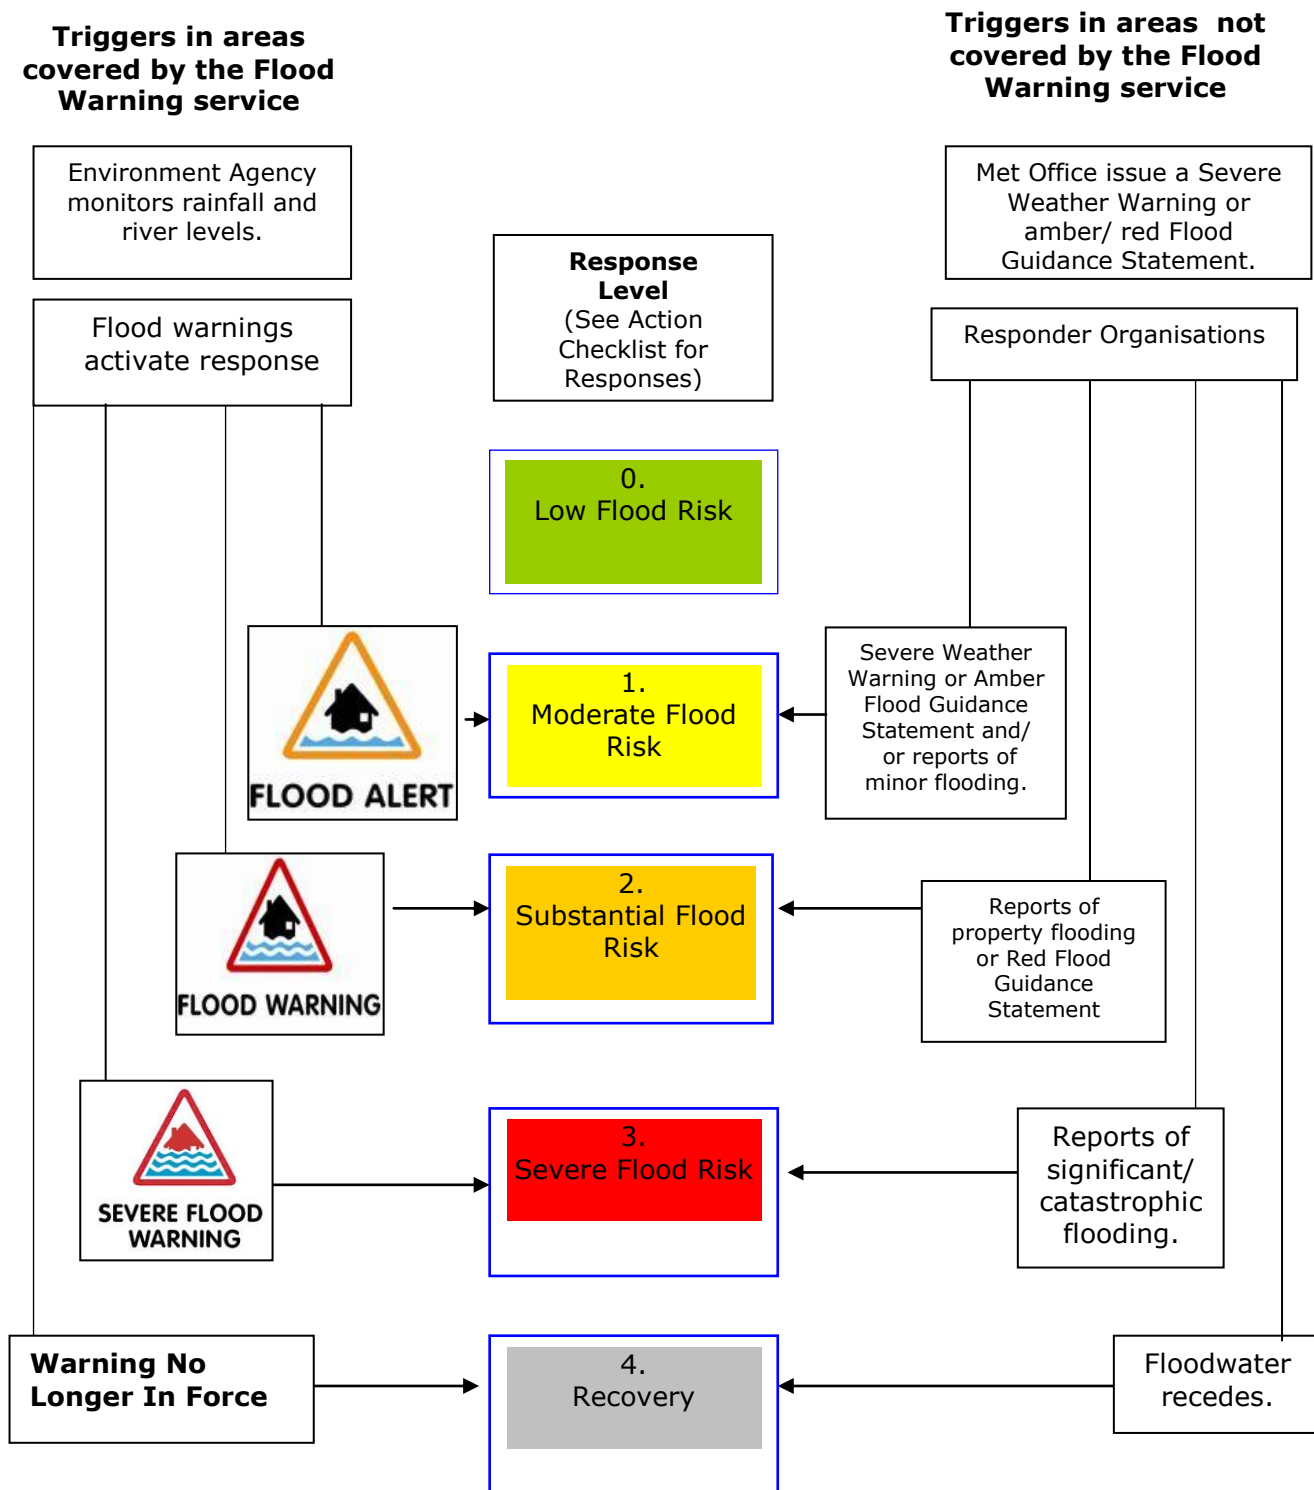 Triggers in areas
covered by the Flood
Warning service
Triggers in areas  not
covered by the Flood
Warning service
Environment Agency
monitors rainfall and
river levels.
Met Office issue a Severe
Weather Warning or
amber/ red Flood
Guidance Statement.
Response
Level
(See Action
Checklist for
Responses)
Flood warnings
activate response
Responder Organisations
0.
Low Flood Risk
FLOOD ALERT
1.
Moderate Flood
Risk
Severe Weather
Warning or Amber
Flood Guidance
Statement and/
or reports of
minor flooding.
FLOOD WARNING
2.
Substantial Flood
Risk
Reports of
property flooding
or Red Flood
Guidance
Statement
SEVERE FLOOD
WARNING
3.
Severe Flood Risk
Reports of
significant/
catastrophic
flooding.
Warning No
Longer In Force
4.
Recovery
Floodwater
recedes.